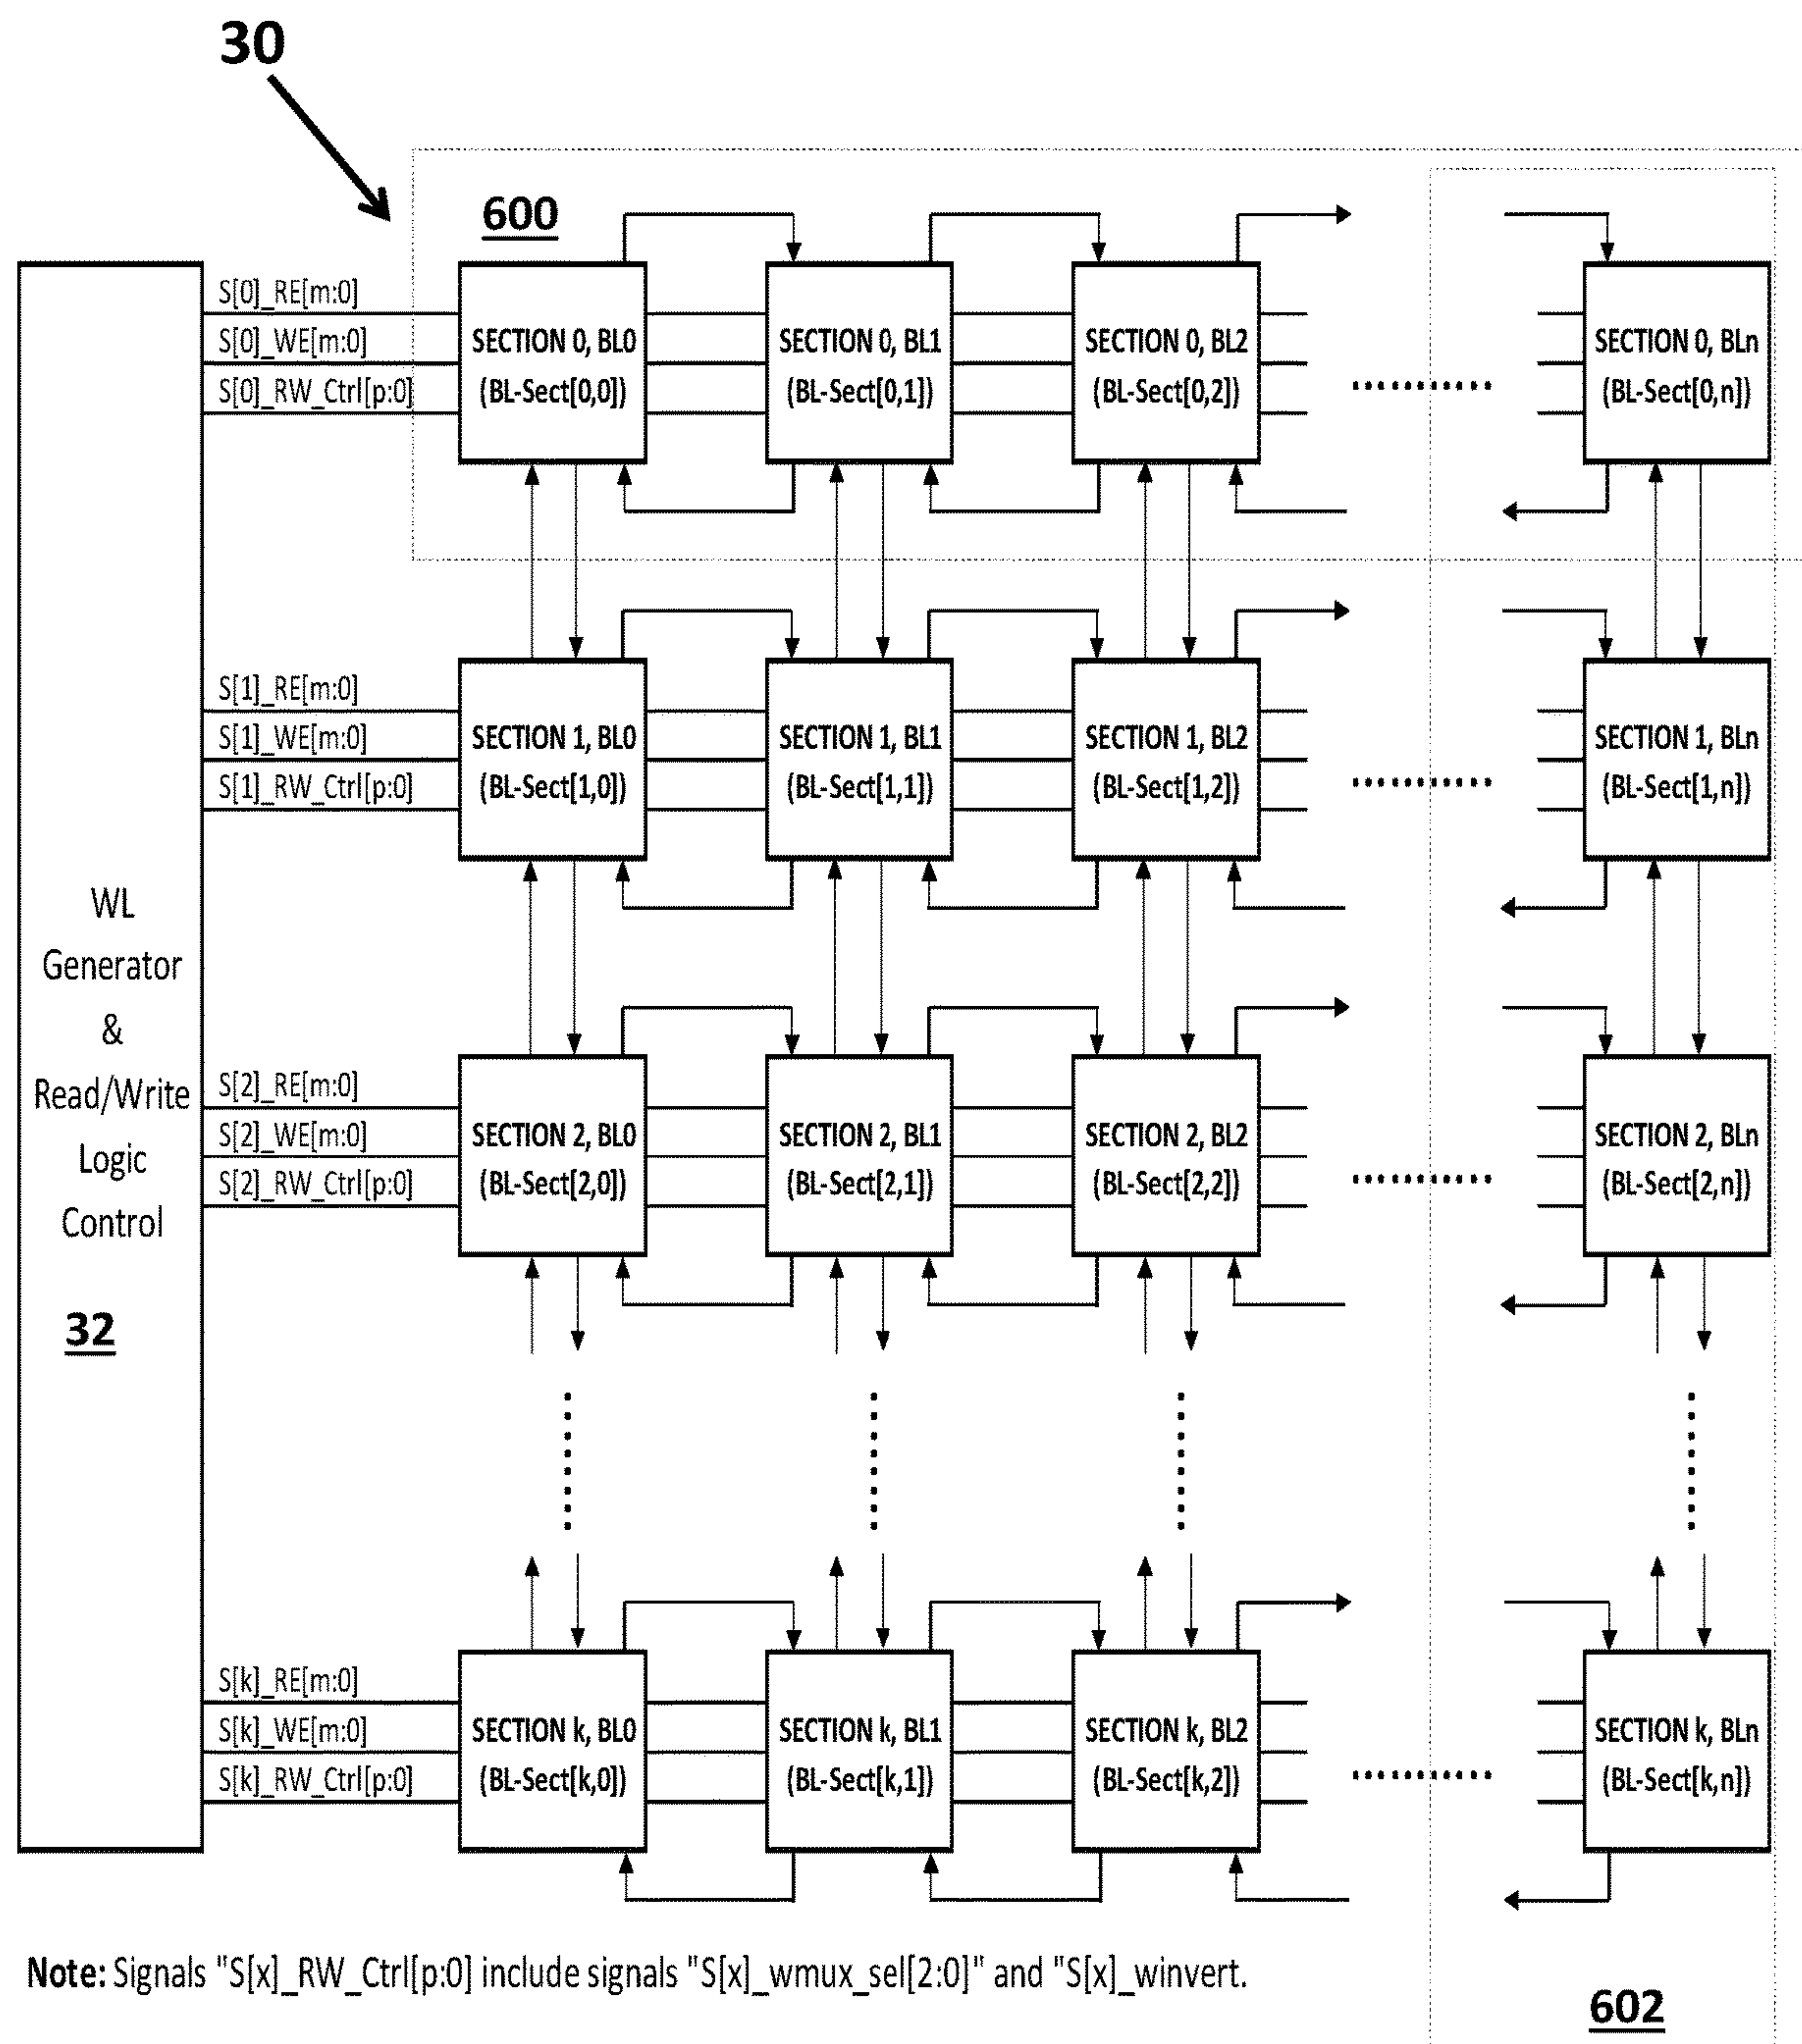 30
600
S[0]_RE[m:0]
S[0]_WE[m:0]
S[0]_RW_Ctrl[p:0]
SECTION 0, BL0
(BL-Sect[0,0])
SECTION 0, BL1
(BL-Sect[0,1])
SECTION 0, BL2
(BL-Sect[0,2])
SECTION 0, BLn
(BL-Sect[0,n])
S[1]_RE[m:0]
S[1]_WE[m:0]
S[1]_RW_Ctrl[p:0]
SECTION 1, BL0
(BL-Sect[1,0])
SECTION 1, BL1
(BL-Sect[1,1])
SECTION 1, BL2
(BL-Sect[1,2])
SECTION 1, BLn
(BL-Sect[1,n])
WL
Generator
&
Read/Write
Logic
Control
32
S[2]_RE[m:0]
S[2]_WE[m:0]
S[2]_RW_Ctrl[p:0]
SECTION 2, BL0
(BL-Sect[2,0])
SECTION 2, BL1
(BL-Sect[2,1])
SECTION 2, BL2
(BL-Sect[2,2])
SECTION 2, BLn
(BL-Sect[2,n])
S[k]_RE[m:0]
S[k]_WE[m:0]
S[k]_RW_Ctrl[p:0]
SECTION k, BL0
(BL-Sect[k,0])
SECTION k, BL1
(BL-Sect[k,1])
SECTION k, BL2
(BL-Sect[k,2])
SECTION k, BLn
(BL-Sect[k,n])
Note: Signals "S[x]_RW_Ctrl[p:0] include signals "S[x]_wmux_sel[2:0]" and "S[x]_winvert.
602